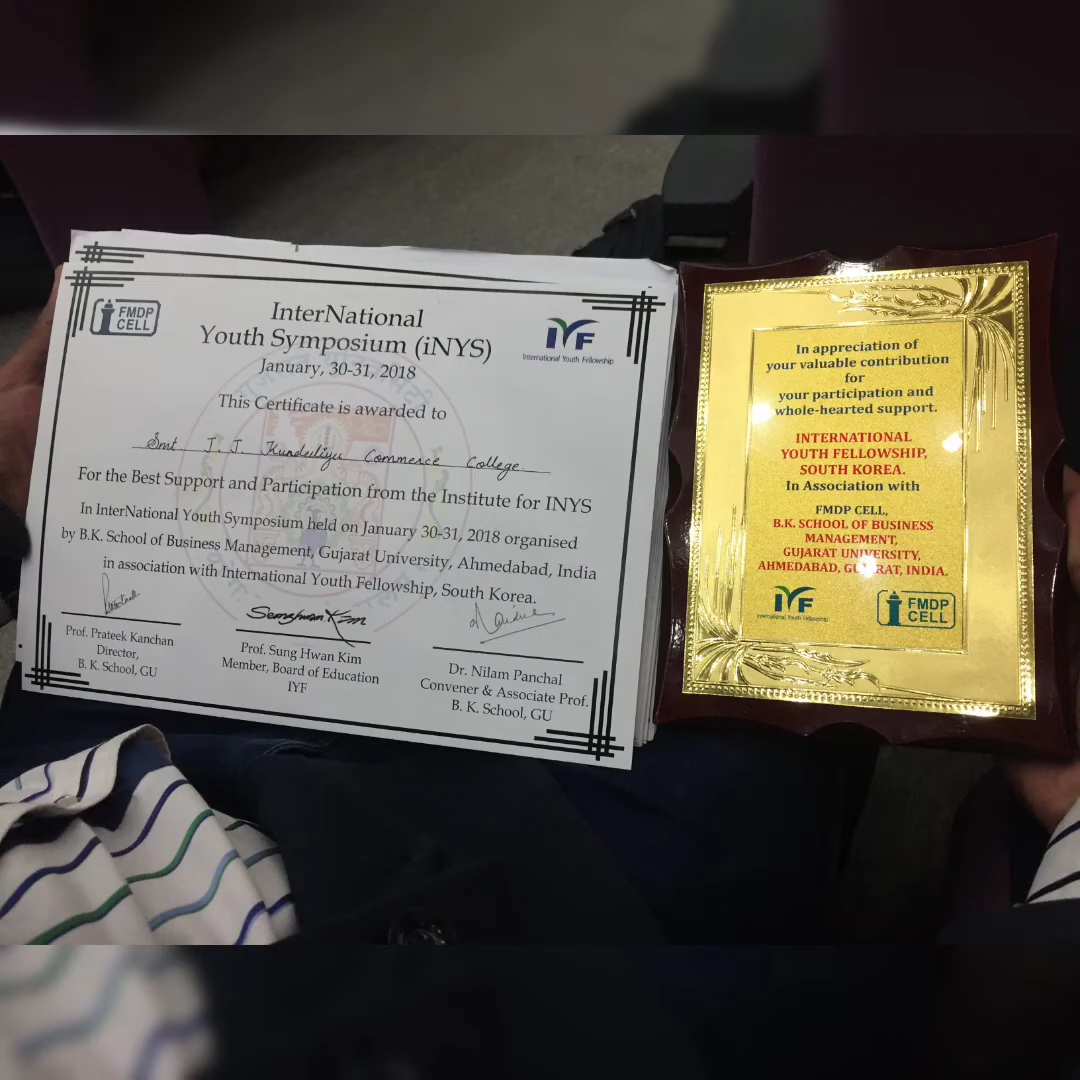 FMDP
CELL
InterNational
Youth Symposium (iNYS)
January, 30-31, 2018
IYF
International Youth Fellowship
This Certificate is awarded to
Smt J. J. Kundaliya Commerce College.
For the Best Support and Participation from the Institute for INYS
In InterNational Youth Symposium held on January 30-31, 2018 organised
by B.K. School of Business Management, Gujarat University, Ahmedabad, India
in association with International Youth Fellowship, South Korea.
Prof. Prateek Kanchan
Director,
B. K. School, GU
Prof. Sung Hwan Kim
Member, Board of Education
IYF
Dr. Nilam Panchal
Convener & Associate Prof.
B. K. School, GU
In appreciation of
your valuable contribution
for
your participation and
whole-hearted support.
INTERNATIONAL
YOUTH FELLOWSHIP,
SOUTH KOREA.
In Association with
FMDP CELL,
B.K. SCHOOL OF BUSINESS
MANAGEMENT,
GUJARAT UNIVERSITY,
AHMEDABAD, GUJARAT, INDIA.
IYF
International Youth Fellowship
FMDP
CELL